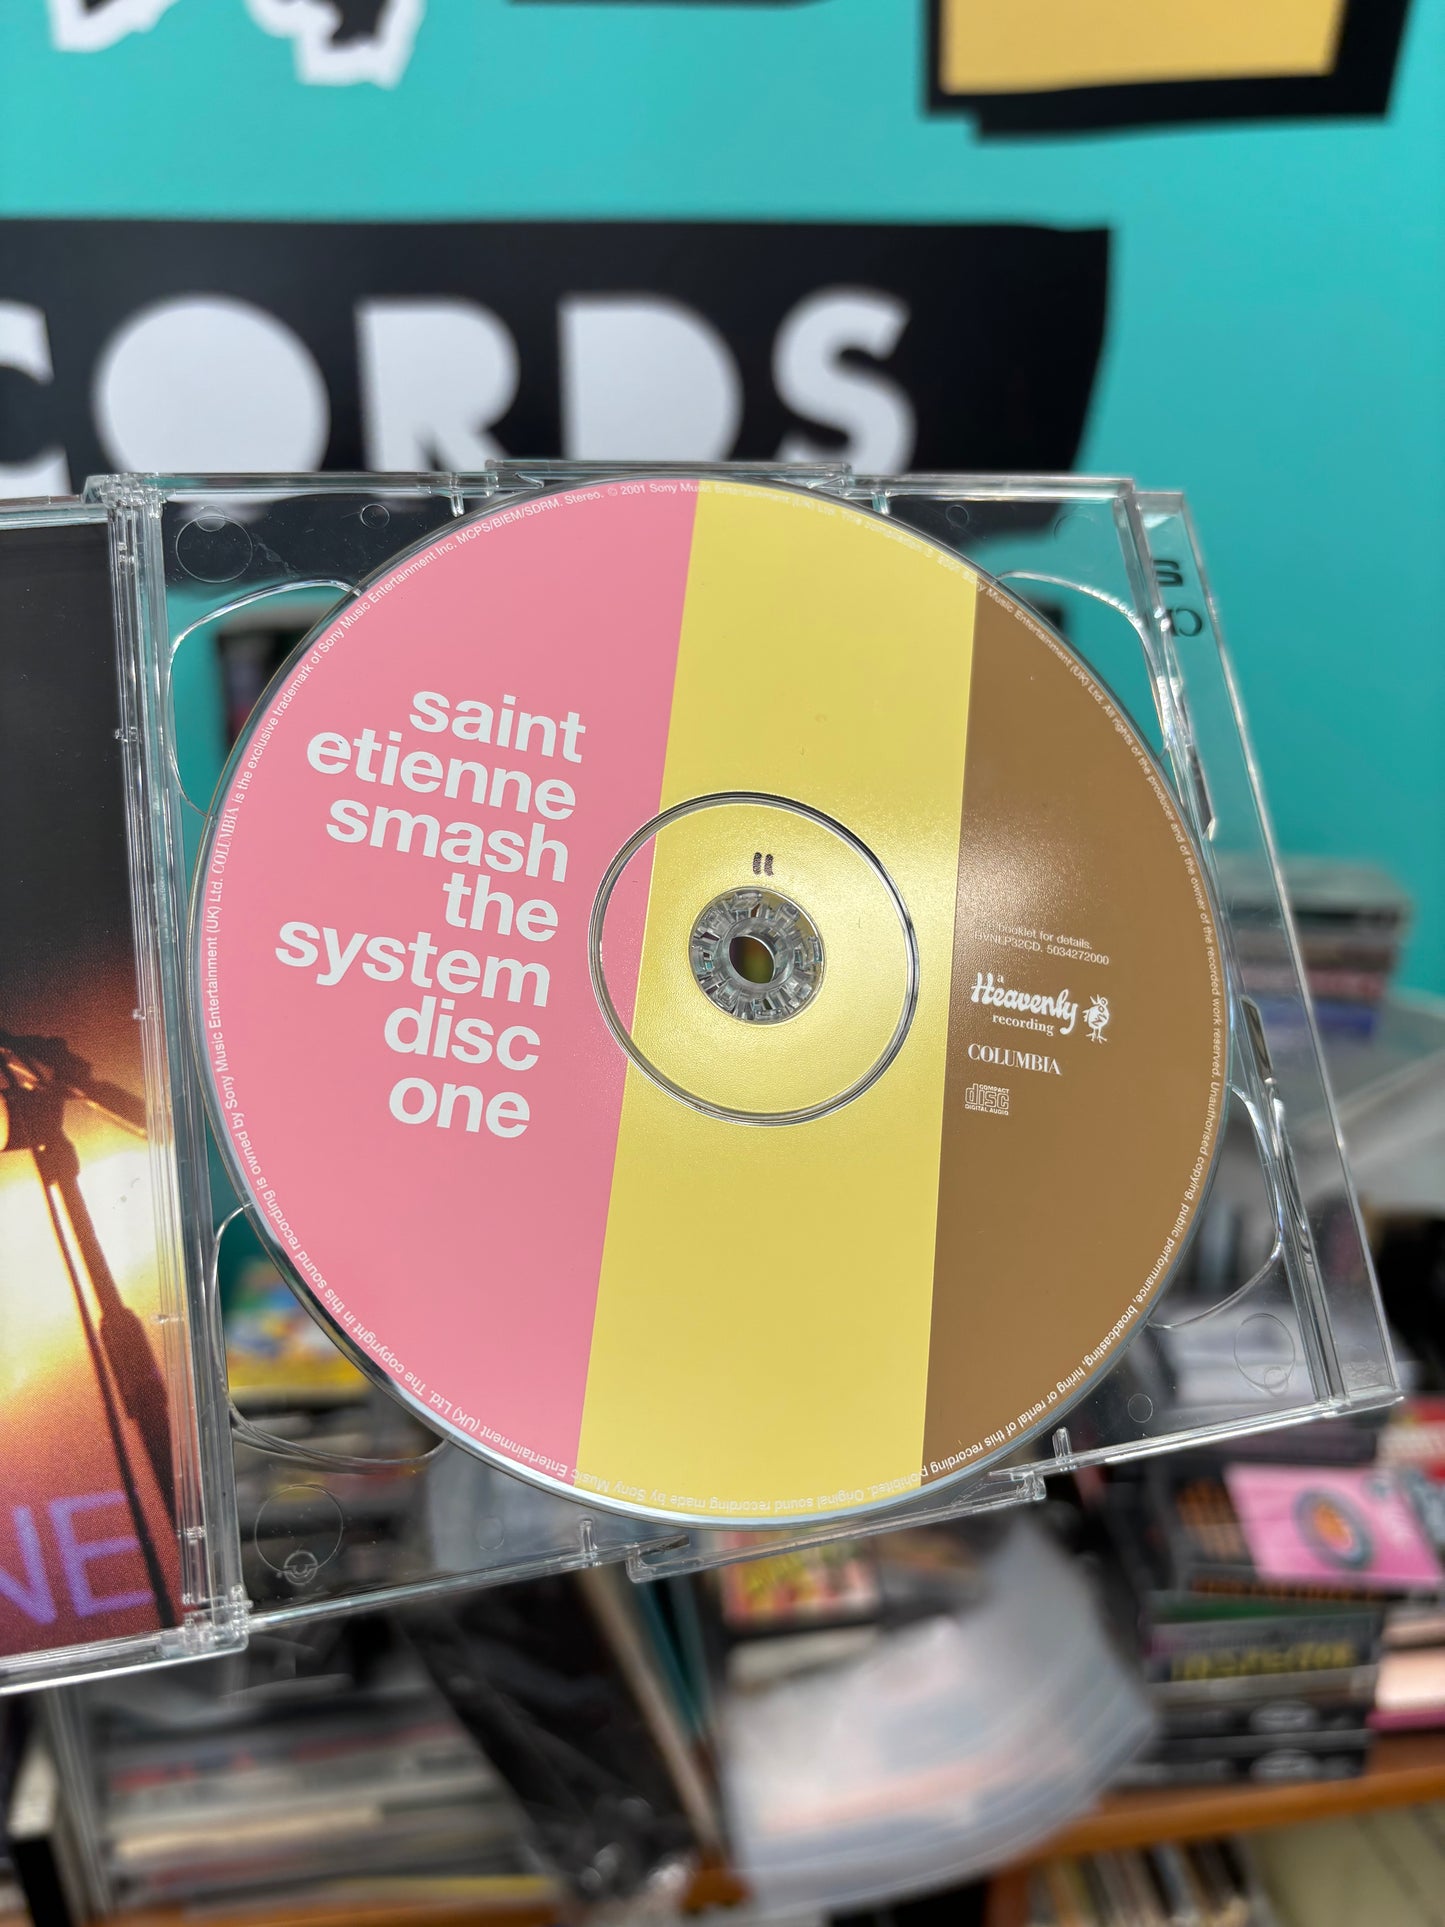 CORDS
saint
etienne
smash
the
system
disc
one
booklet for details.
HVNLP32CD. 5034272000
a
Heavenly
recording
COLUMBIA
COMPACT
disc
DIGITAL AUDIO
COLUMBIA is the exclusive trademark of Sony Music Entertainment Inc. MCPS/BIEM/SDRM. Stereo. © 2001 Sony Music Entertainment (UK) Ltd. This compilation ℗ 2001 Sony Music Entertainment (UK) Ltd. All rights of the producer and of the owner of the recorded work reserved. Unauthorised copying, public performance, broadcasting, hiring or rental of this recording prohibited. Original sound recording made by Sony Music Entertainment (UK) Ltd. The copyright in this sound recording is owned by Sony Music Entertainment (UK) Ltd.
NE